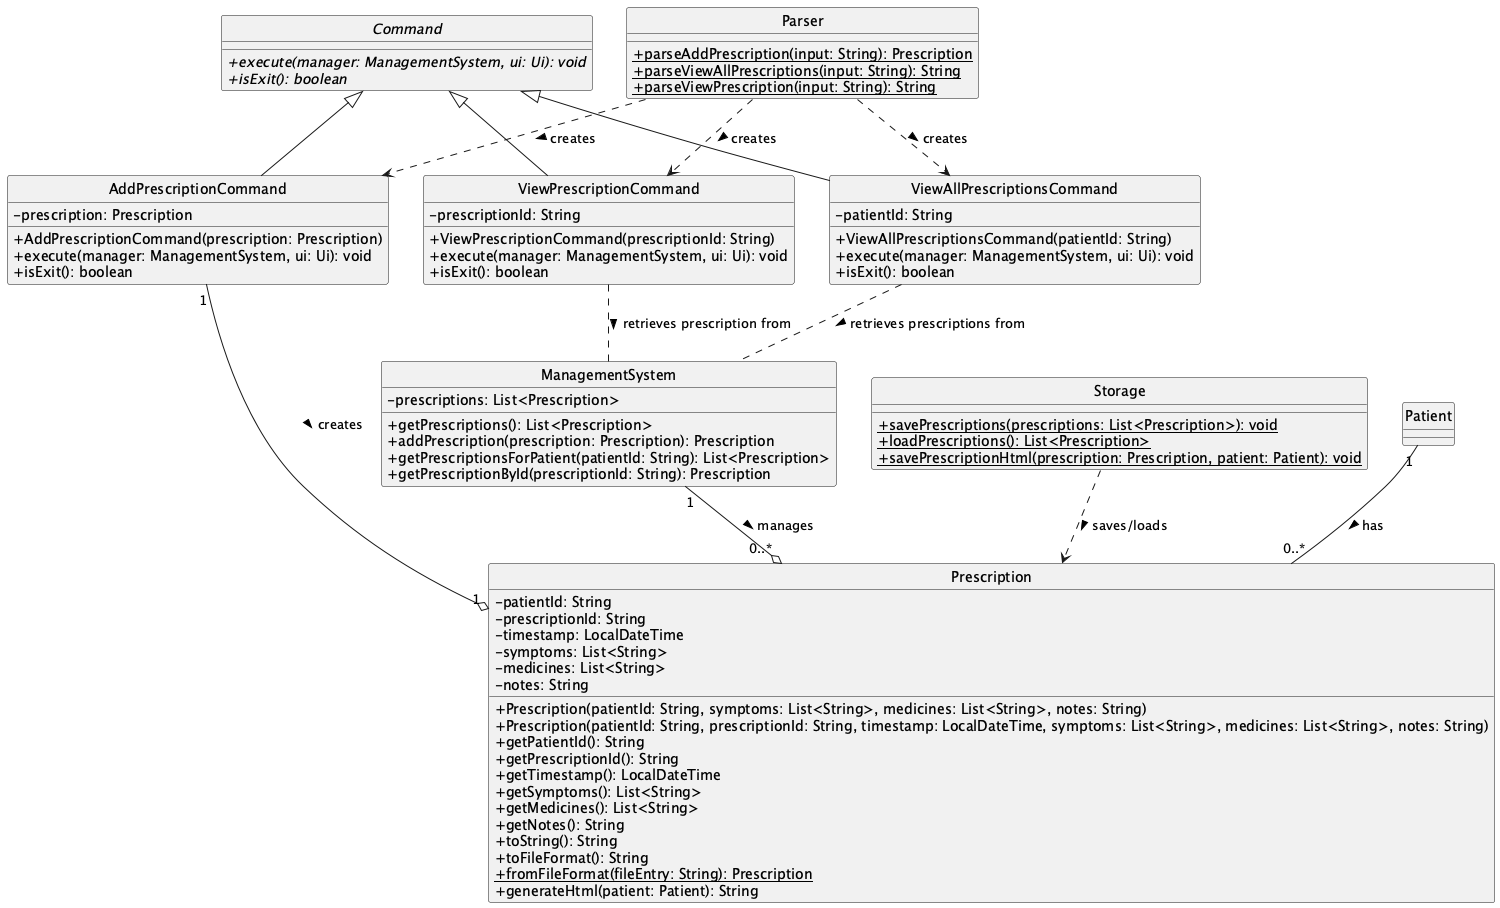 Command
+execute(manager: ManagementSystem, ui: Ui): void
+isExit(): boolean
Parser
+parseAddPrescription(input: String): Prescription
+parseViewAllPrescriptions(input: String): String
+parseViewPrescription(input: String): String
creates
creates
creates
AddPrescriptionCommand
-prescription: Prescription
+AddPrescriptionCommand(prescription: Prescription)
+execute(manager: ManagementSystem, ui: Ui): void
+isExit(): boolean
ViewPrescriptionCommand
-prescriptionId: String
+ViewPrescriptionCommand(prescriptionId: String)
+execute(manager: ManagementSystem, ui: Ui): void
+isExit(): boolean
ViewAllPrescriptionsCommand
-patientId: String
+ViewAllPrescriptionsCommand(patientId: String)
+execute(manager: ManagementSystem, ui: Ui): void
+isExit(): boolean
1
retrieves prescription from
retrieves prescriptions from
creates
ManagementSystem
-prescriptions: List<Prescription>
+getPrescriptions(): List<Prescription>
+addPrescription(prescription: Prescription): Prescription
+getPrescriptionsForPatient(patientId: String): List<Prescription>
+getPrescriptionById(prescriptionId: String): Prescription
Storage
+savePrescriptions(prescriptions: List<Prescription>): void
+loadPrescriptions(): List<Prescription>
+savePrescriptionHtml(prescription: Prescription, patient: Patient): void
Patient
1
1
manages
saves/loads
has
0..*
0..*
1
Prescription
-patientId: String
-prescriptionId: String
-timestamp: LocalDateTime
-symptoms: List<String>
-medicines: List<String>
-notes: String
+Prescription(patientId: String, symptoms: List<String>, medicines: List<String>, notes: String)
+Prescription(patientId: String, prescriptionId: String, timestamp: LocalDateTime, symptoms: List<String>, medicines: List<String>, notes: String)
+getPatientId(): String
+getPrescriptionId(): String
+getTimestamp(): LocalDateTime
+getSymptoms(): List<String>
+getMedicines(): List<String>
+getNotes(): String
+toString(): String
+toFileFormat(): String
+fromFileFormat(fileEntry: String): Prescription
+generateHtml(patient: Patient): String